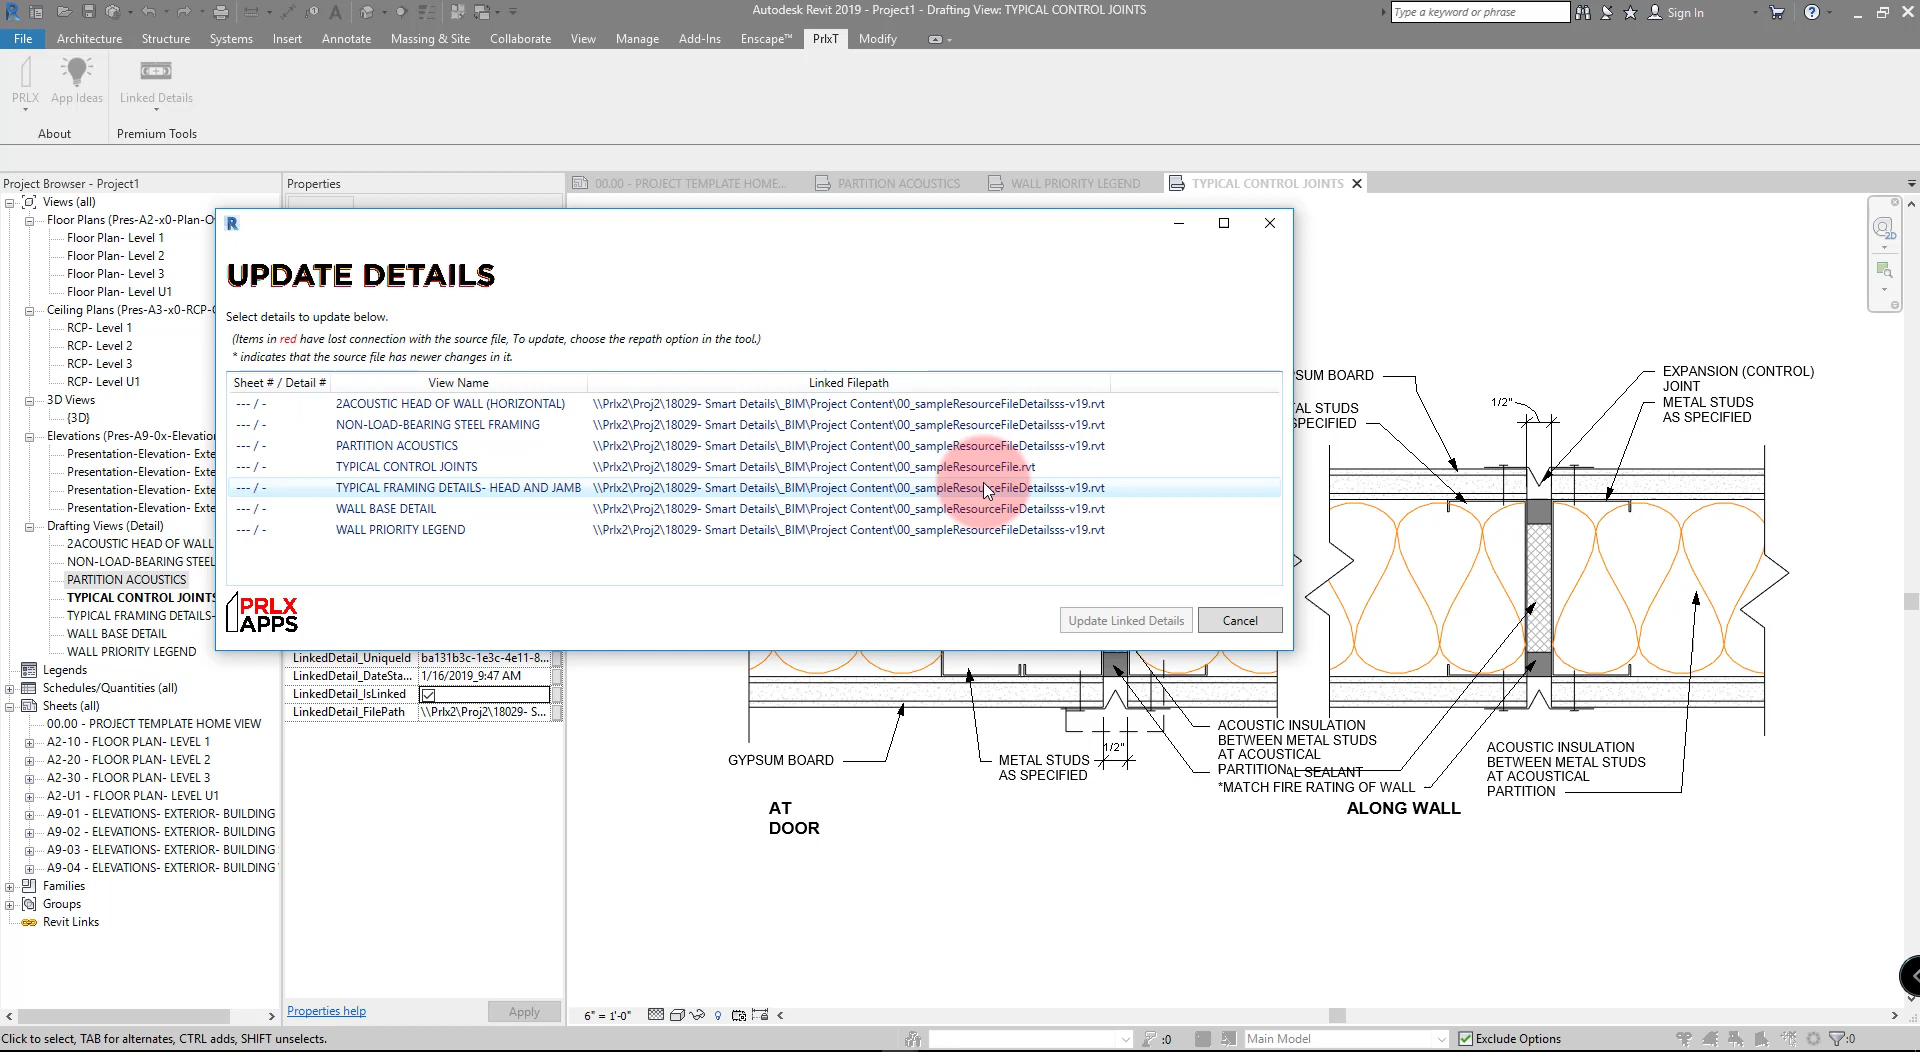 Autodesk Revit 2019 - Project1 - Drafting View: TYPICAL CONTROL JOINTS
Type a keyword or phrase
Sign In
File Architecture Structure Systems Insert Annotate Massing & Site Collaborate View Manage Add-Ins Enscape™ PrlxT Modify
PRLX App Ideas Linked Details
About Premium Tools
Project Browser - Project1
Properties
00.00 - PROJECT TEMPLATE HOME... PARTITION ACOUSTICS WALL PRIORITY LEGEND TYPICAL CONTROL JOINTS
Views (all)
Floor Plans (Pres-A2-x0-Plan-O
Floor Plan- Level 1
Floor Plan- Level 2
Floor Plan- Level 3
Floor Plan- Level U1
Ceiling Plans (Pres-A3-x0-RCP-C
RCP- Level 1
RCP- Level 2
RCP- Level 3
RCP- Level U1
3D Views
{3D}
Elevations (Pres-A9-0x-Elevation
Presentation-Elevation- Exte
Presentation-Elevation- Exte
Presentation-Elevation- Exte
Presentation-Elevation- Exte
Drafting Views (Detail)
2ACOUSTIC HEAD OF WALL
NON-LOAD-BEARING STEEL
PARTITION ACOUSTICS
TYPICAL CONTROL JOINTS
TYPICAL FRAMING DETAILS-
WALL BASE DETAIL
WALL PRIORITY LEGEND
Legends
Schedules/Quantities (all)
Sheets (all)
00.00 - PROJECT TEMPLATE HOME VIEW
A2-10 - FLOOR PLAN- LEVEL 1
A2-20 - FLOOR PLAN- LEVEL 2
A2-30 - FLOOR PLAN- LEVEL 3
A2-U1 - FLOOR PLAN- LEVEL U1
A9-01 - ELEVATIONS- EXTERIOR- BUILDING
A9-02 - ELEVATIONS- EXTERIOR- BUILDING
A9-03 - ELEVATIONS- EXTERIOR- BUILDING
A9-04 - ELEVATIONS- EXTERIOR- BUILDING
Families
Groups
Revit Links
UPDATE DETAILS
Select details to update below.
(Items in red have lost connection with the source file, To update, choose the repath option in the tool.)
* indicates that the source file has newer changes in it.
Sheet # / Detail # View Name Linked Filepath
--- / - 2ACOUSTIC HEAD OF WALL (HORIZONTAL) \\Prlx2\Proj2\18029- Smart Details\_BIM\Project Content\00_sampleResourceFileDetailsss-v19.rvt
--- / - NON-LOAD-BEARING STEEL FRAMING \\Prlx2\Proj2\18029- Smart Details\_BIM\Project Content\00_sampleResourceFileDetailsss-v19.rvt
--- / - PARTITION ACOUSTICS \\Prlx2\Proj2\18029- Smart Details\_BIM\Project Content\00_sampleResourceFileDetailsss-v19.rvt
--- / - TYPICAL CONTROL JOINTS \\Prlx2\Proj2\18029- Smart Details\_BIM\Project Content\00_sampleResourceFile.rvt
--- / - TYPICAL FRAMING DETAILS- HEAD AND JAMB \\Prlx2\Proj2\18029- Smart Details\_BIM\Project Content\00_sampleResourceFileDetailsss-v19.rvt
--- / - WALL BASE DETAIL \\Prlx2\Proj2\18029- Smart Details\_BIM\Project Content\00_sampleResourceFileDetailsss-v19.rvt
--- / - WALL PRIORITY LEGEND \\Prlx2\Proj2\18029- Smart Details\_BIM\Project Content\00_sampleResourceFileDetailsss-v19.rvt
PRLX
APPS
Update Linked Details Cancel
LinkedDetail_UniqueId ba131b3c-1e3c-4e11-8...
LinkedDetail_DateSta... 1/16/2019_9:47 AM
LinkedDetail_IsLinked
LinkedDetail_FilePath \\Prlx2\Proj2\18029- S...
Properties help Apply
SUM BOARD
AL STUDS
SPECIFIED
1/2"
EXPANSION (CONTROL)
JOINT
METAL STUDS
AS SPECIFIED
GYPSUM BOARD
METAL STUDS
AS SPECIFIED
1/2"
ACOUSTIC INSULATION
BETWEEN METAL STUDS
AT ACOUSTICAL
PARTITION
AL SEALANT
*MATCH FIRE RATING OF WALL
ACOUSTIC INSULATION
BETWEEN METAL STUDS
AT ACOUSTICAL
PARTITION
AT
DOOR
ALONG WALL
2D
6" = 1'-0"
Click to select, TAB for alternates, CTRL adds, SHIFT unselects.
:0
Main Model
Exclude Options
:0